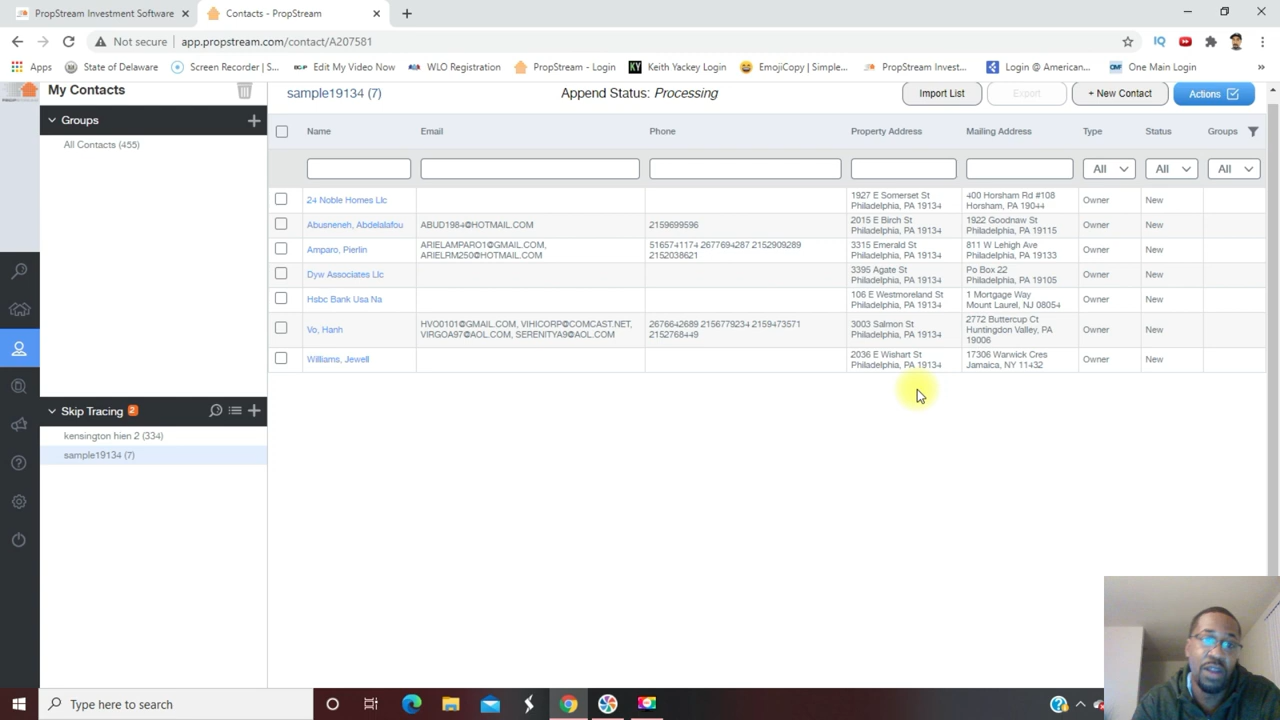 PropStream Investment Software
Contacts - PropStream
Not secure
app.propstream.com/contact/A207581
Apps
State of Delaware
Screen Recorder | S...
Edit My Video Now
WLO Registration
PropStream - Login
KY
Keith Yackey Login
EmojiCopy | Simple...
PropStream Invest...
Login @ American...
OMF
One Main Login
»
My Contacts
sample19134 (7)
Append Status: Processing
Import List
Export
+ New Contact
Actions
Groups
All Contacts (455)
Name
Email
Phone
Property Address
Mailing Address
Type
Status
Groups
All
All
All
24 Noble Homes Llc
1927 E Somerset St
Philadelphia, PA 19134
400 Horsham Rd #108
Horsham, PA 19044
Owner
New
Abusneneh, Abdelalafou
ABUD1984@HOTMAIL.COM
2159699596
2015 E Birch St
Philadelphia, PA 19134
1922 Goodnaw St
Philadelphia, PA 19115
Owner
New
Amparo, Pierlin
ARIELAMPARO1@GMAIL.COM,
ARIELRM250@HOTMAIL.COM
5165741174 2677694287 2152909289
2152038621
3315 Emerald St
Philadelphia, PA 19134
811 W Lehigh Ave
Philadelphia, PA 19133
Owner
New
Dyw Associates Llc
3395 Agate St
Philadelphia, PA 19134
Po Box 22
Philadelphia, PA 19105
Owner
New
Hsbc Bank Usa Na
106 E Westmoreland St
Philadelphia, PA 19134
1 Mortgage Way
Mount Laurel, NJ 08054
Owner
New
Vo, Hanh
HVO0101@GMAIL.COM, VIHICORP@COMCAST.NET,
VIRGOA97@AOL.COM, SERENITYA9@AOL.COM
2676642689 2156779234 2159473571
2152768449
3003 Salmon St
Philadelphia, PA 19134
2772 Buttercup Ct
Huntingdon Valley, PA
19006
Owner
New
Williams, Jewell
2036 E Wishart St
Philadelphia, PA 19134
17306 Warwick Cres
Jamaica, NY 11432
Owner
New
Skip Tracing 2
kensington hien 2 (334)
sample19134 (7)
Type here to search